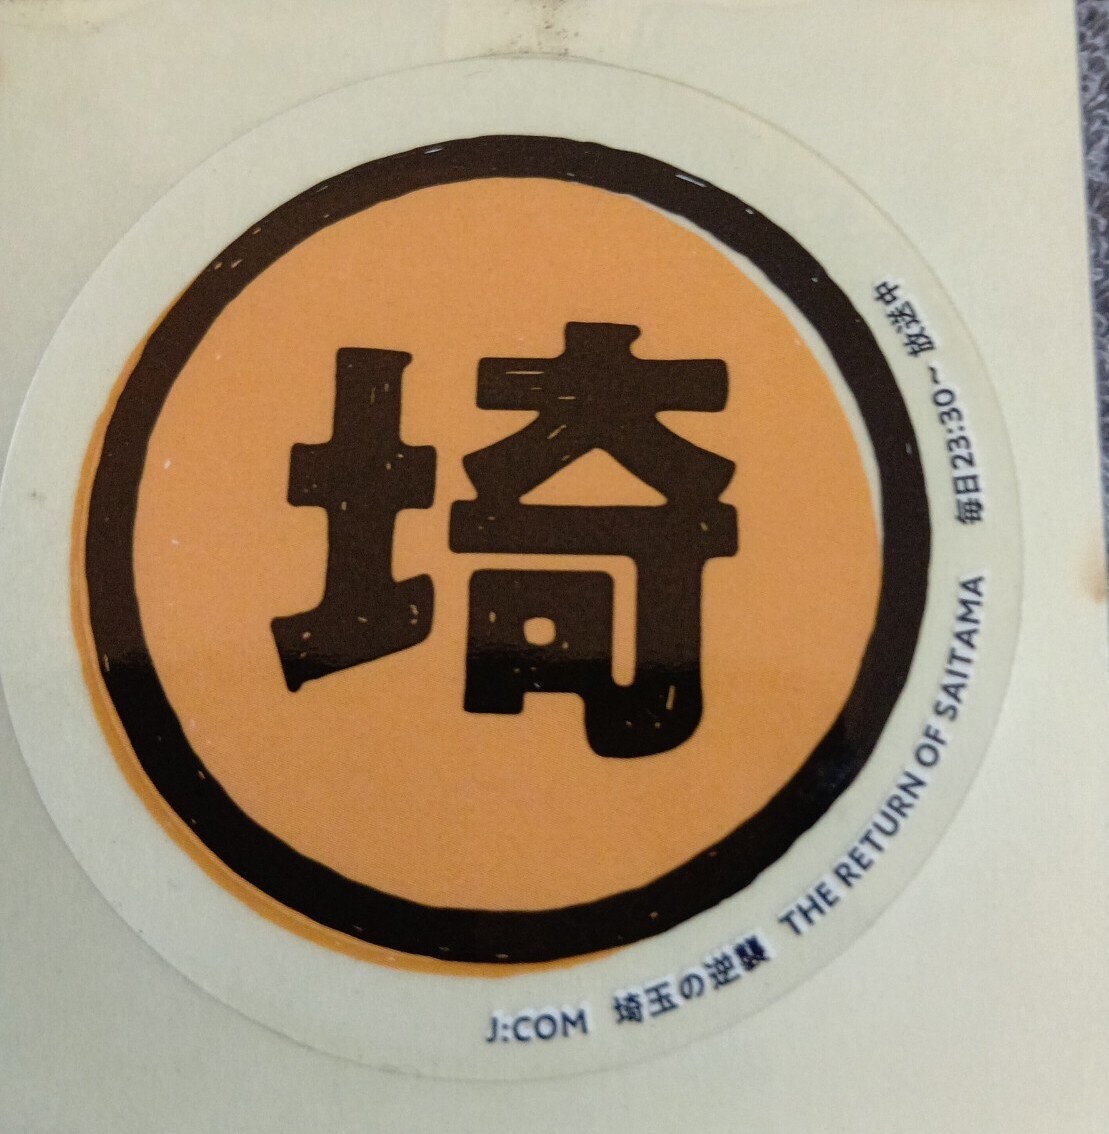 埼
J:COM 埼玉の逆襲 THE RETURN OF SAITAMA 毎日23:30~放送中